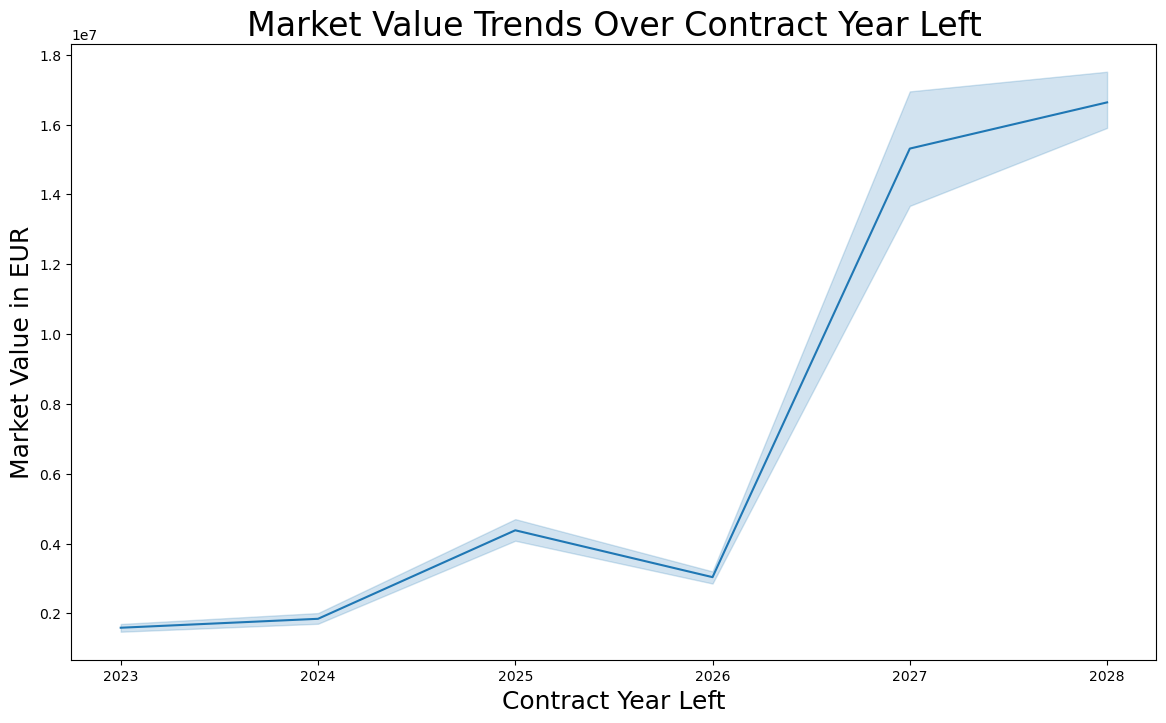 Market Value Trends Over Contract Year Left
1e7
1.8
1.6
1.4
1.2
1.0
0.8
0.6
0.4
0.2
Market Value in EUR
2023 2024 2025 2026 2027 2028
Contract Year Left